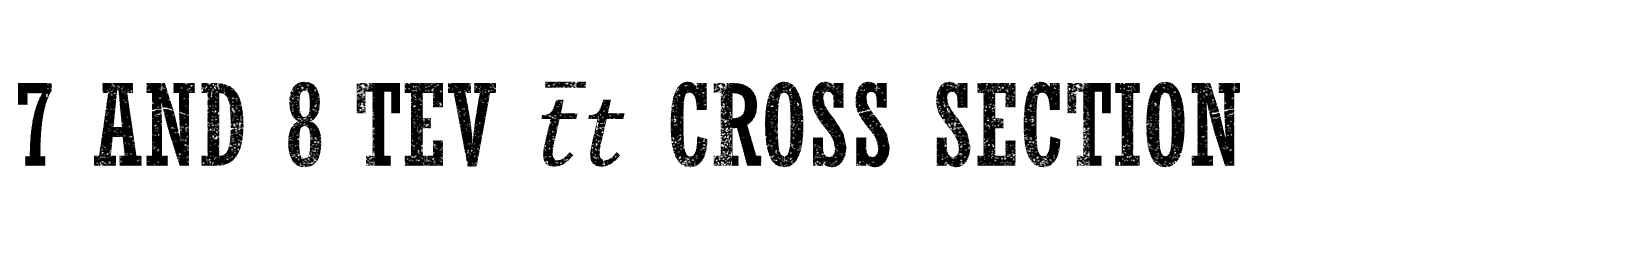 7 AND 8 TEV t̅t CROSS SECTION